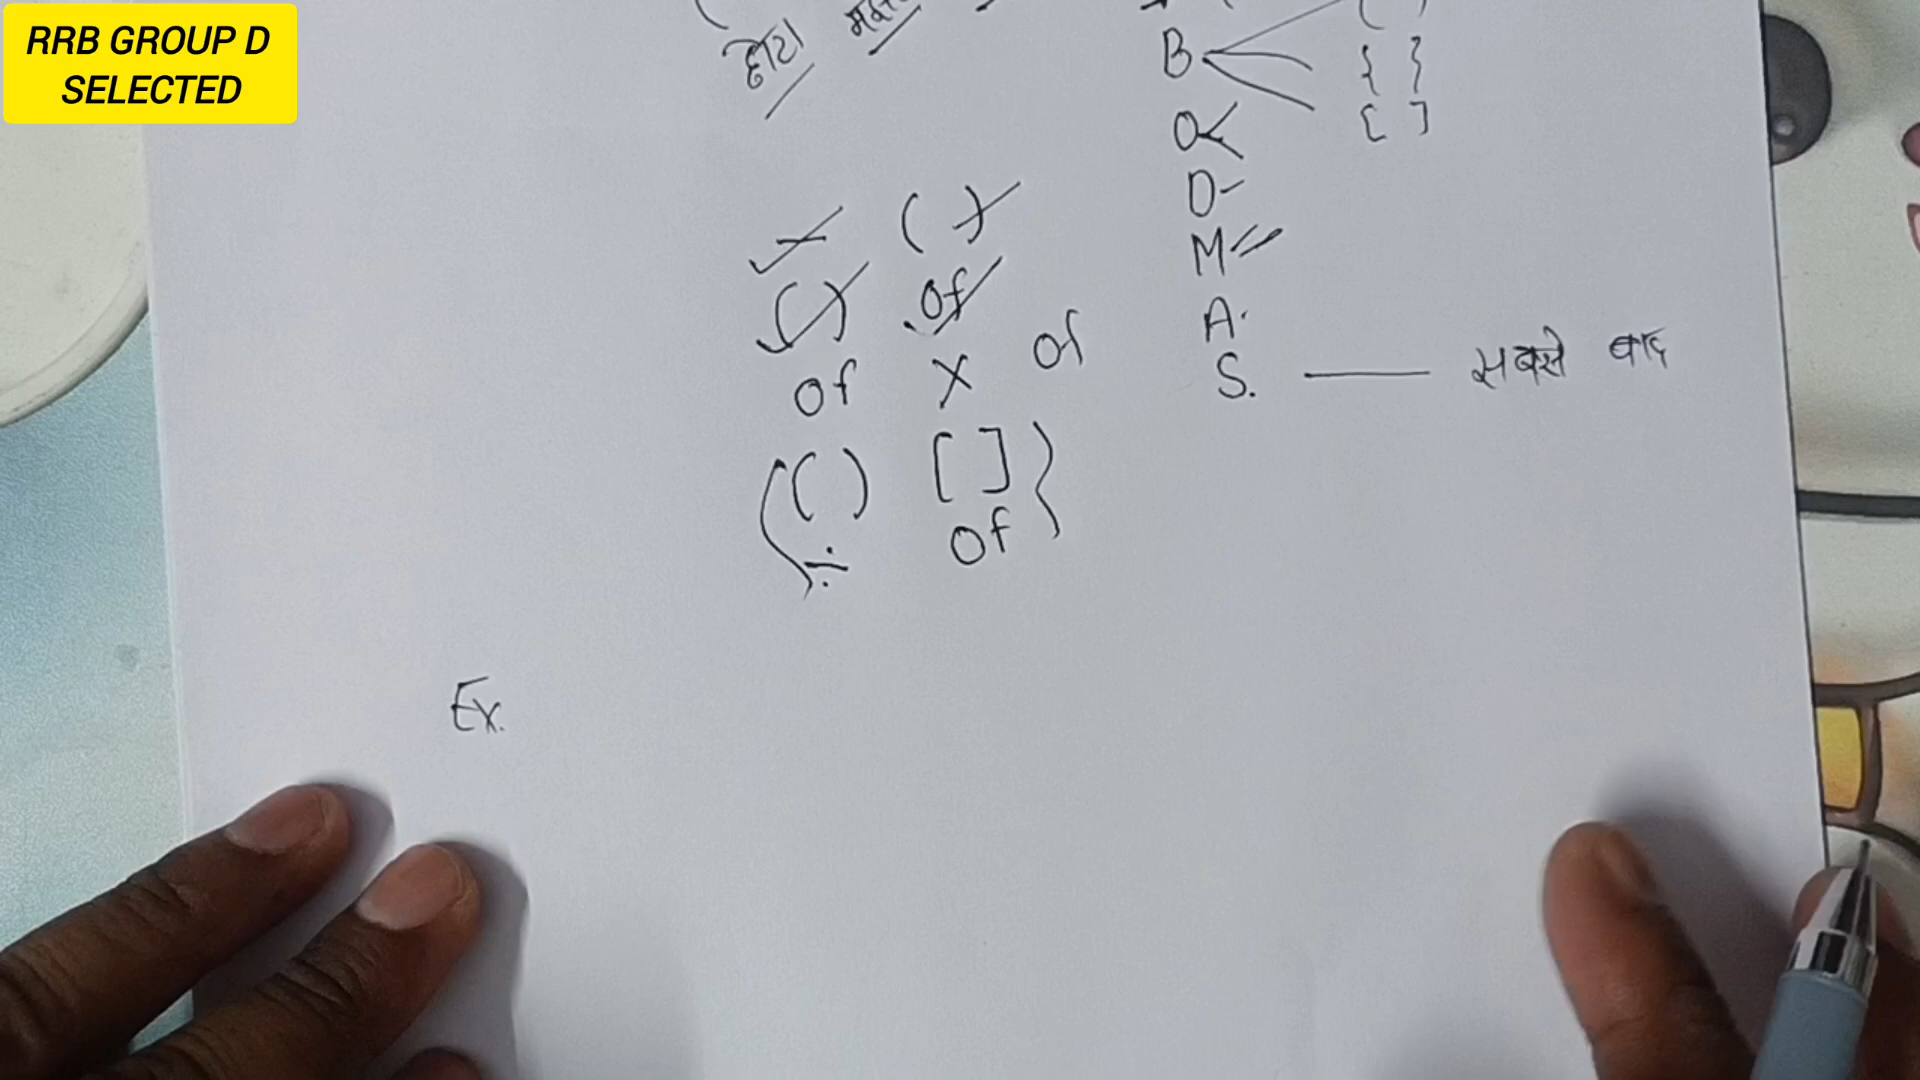 RRB GROUP D
SELECTED
छोटा
B ( )
{ }
[ ]
O
D
M
A.
S. —— सबसे बाद
× ( )
( ) of
of × of
{ ( ) [ ] }
÷ of
Ex.